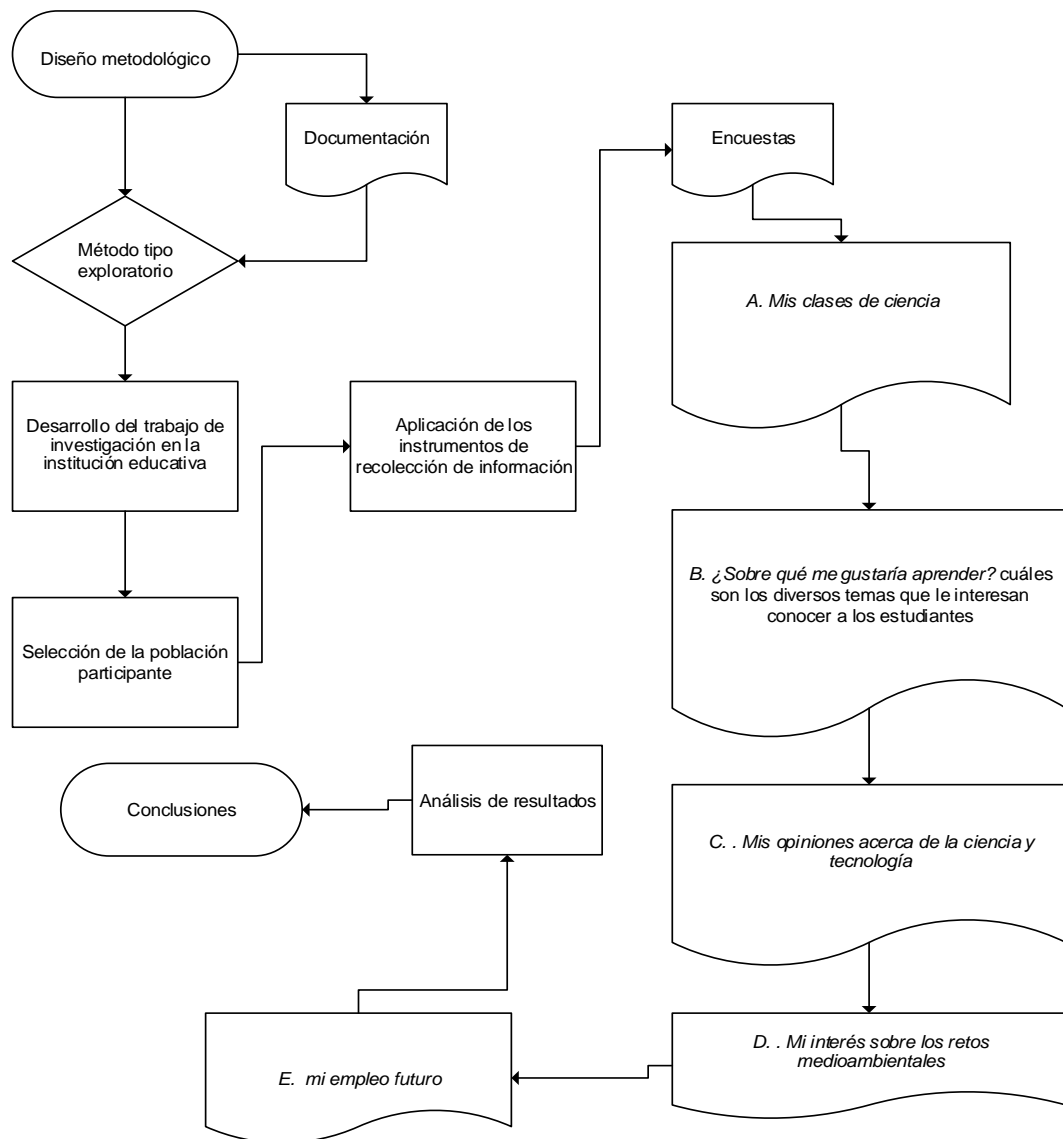 Diseño metodológico
Documentación
Encuestas
Método tipo
exploratorio
A. Mis clases de ciencia
Desarrollo del trabajo de
investigación en la
institución educativa
Aplicación de los
instrumentos de
recolección de información
B. ¿Sobre qué me gustaría aprender? cuáles
son los diversos temas que le interesan
conocer a los estudiantes
Selección de la población
participante
Conclusiones
Análisis de resultados
C. . Mis opiniones acerca de la ciencia y
tecnología
D. . Mi interés sobre los retos
medioambientales
E. mi empleo futuro